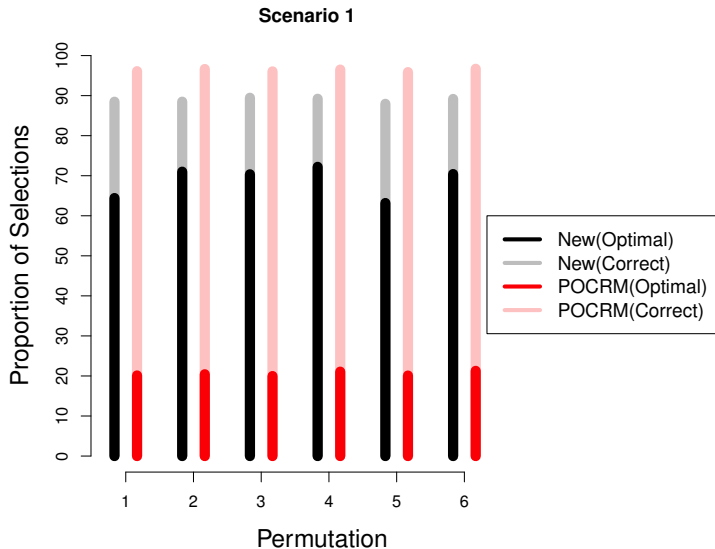 Scenario 1
Proportion of Selections
100
90
80
70
60
50
40
30
20
10
0
New(Optimal)
New(Correct)
POCRM(Optimal)
POCRM(Correct)
1 2 3 4 5 6
Permutation